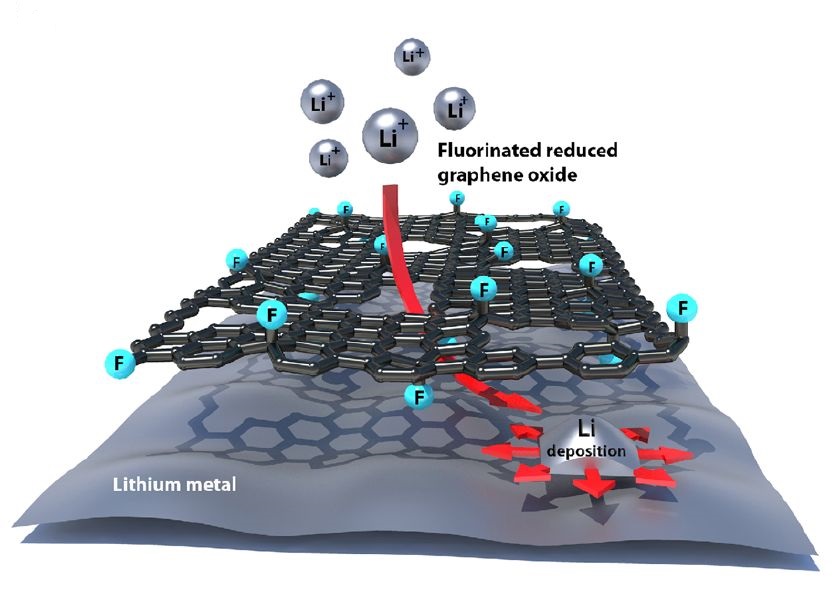 Li+
Li+
Li+
Li+
Li+
Fluorinated reduced
graphene oxide
F
F
F
F
F
F
F
F
F
F
F
F
F
F
Li
deposition
Lithium metal